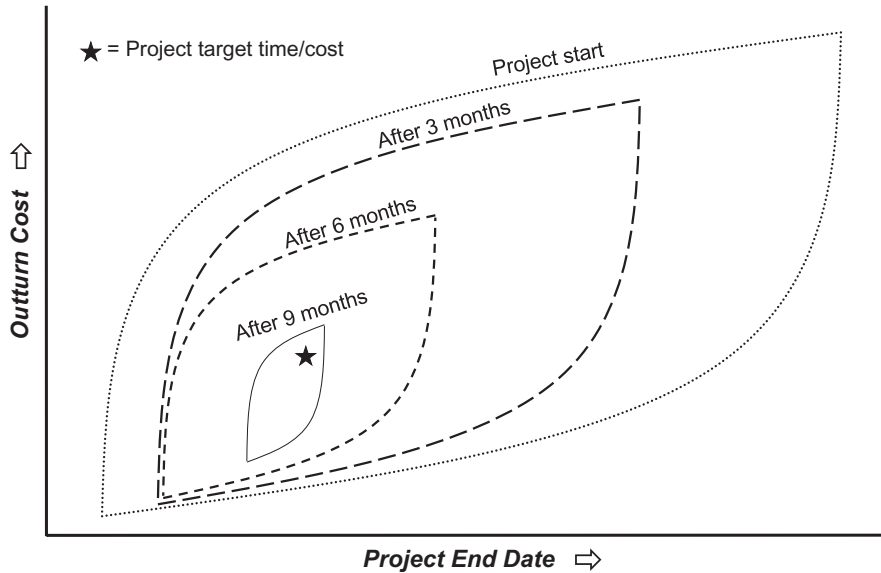 ★ = Project target time/cost
Project start
After 3 months
After 6 months
After 9 months
Outturn Cost ⇨
Project End Date ⇨